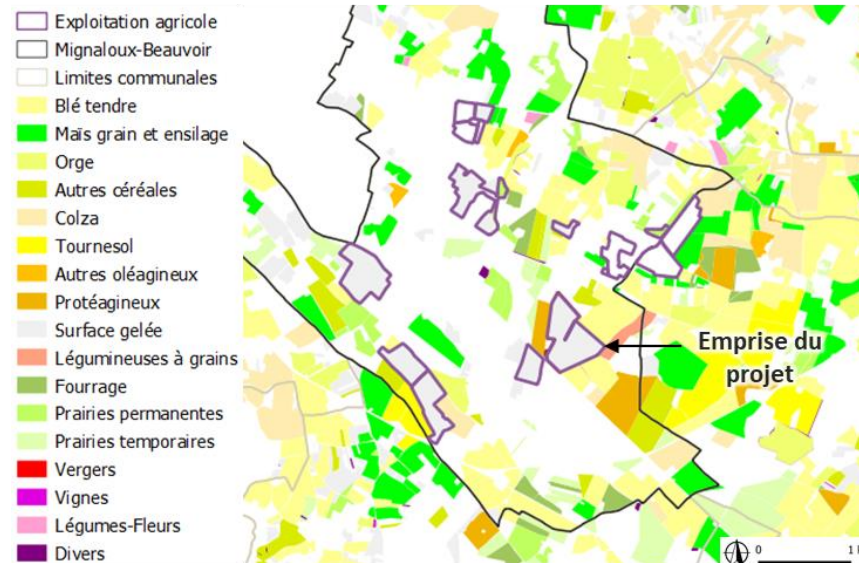 Exploitation agricole
Mignaloux-Beauvoir
Limites communales
Blé tendre
Maïs grain et ensilage
Orge
Autres céréales
Colza
Tournesol
Autres oléagineux
Protéagineux
Surface gelée
Légumineuses à grains
Fourrage
Prairies permanentes
Prairies temporaires
Vergers
Vignes
Légumes-Fleurs
Divers
Emprise du
projet
0 1